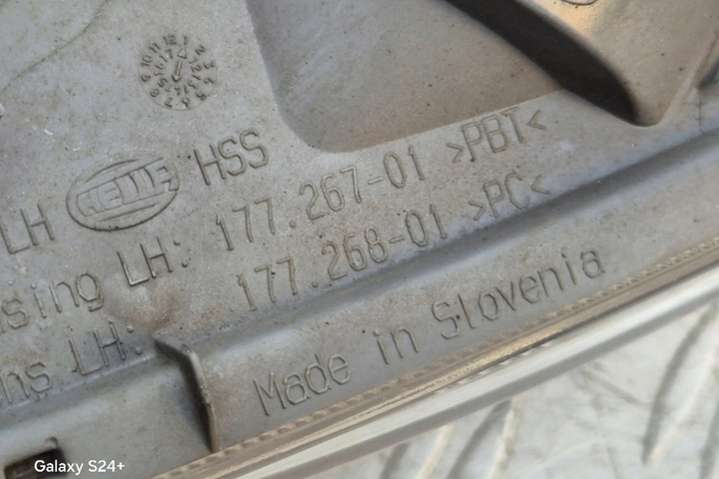 LH HELLA HSS
using LH: 177.267-01 >PBT<
ns LH: 177.268-01 >PC<
Made in Slovenia
Galaxy S24+